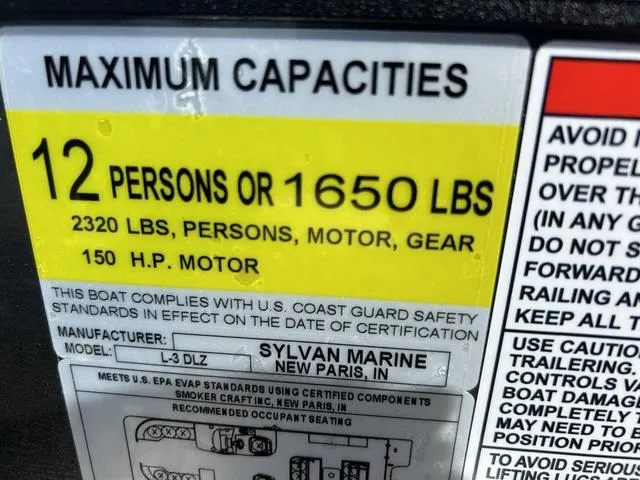 MAXIMUM CAPACITIES
12 PERSONS OR 1650 LBS
2320 LBS, PERSONS, MOTOR, GEAR
150 H.P. MOTOR
THIS BOAT COMPLIES WITH U.S. COAST GUARD SAFETY
STANDARDS IN EFFECT ON THE DATE OF CERTIFICATION
MANUFACTURER: SYLVAN MARINE
MODEL: L-3 DLZ NEW PARIS, IN
MEETS U.S. EPA EVAP STANDARDS USING CERTIFIED COMPONENTS
SMOKER CRAFT INC, NEW PARIS, IN
RECOMMENDED OCCUPANT SEATING
AVOID
PROPEL
OVER TH
(IN ANY
DO NOT S
FORWARD
RAILING A
KEEP ALL
USE CAUTIO
TRAILERING.
CONTROLS VA
BOAT DAMAGE
COMPLETELY
MAY NEED TO
POSITION PRIOR
TO AVOID SERIOUS
LIFTING LUGS